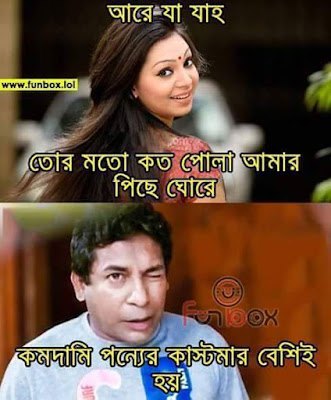 আরে যা যাহ
www.funbox.lol
তোর মতো কত পোলা আমার
পিছে ঘোরে
Funbox
কমদামি পন্যের কাস্টমার বেশিই
হয়